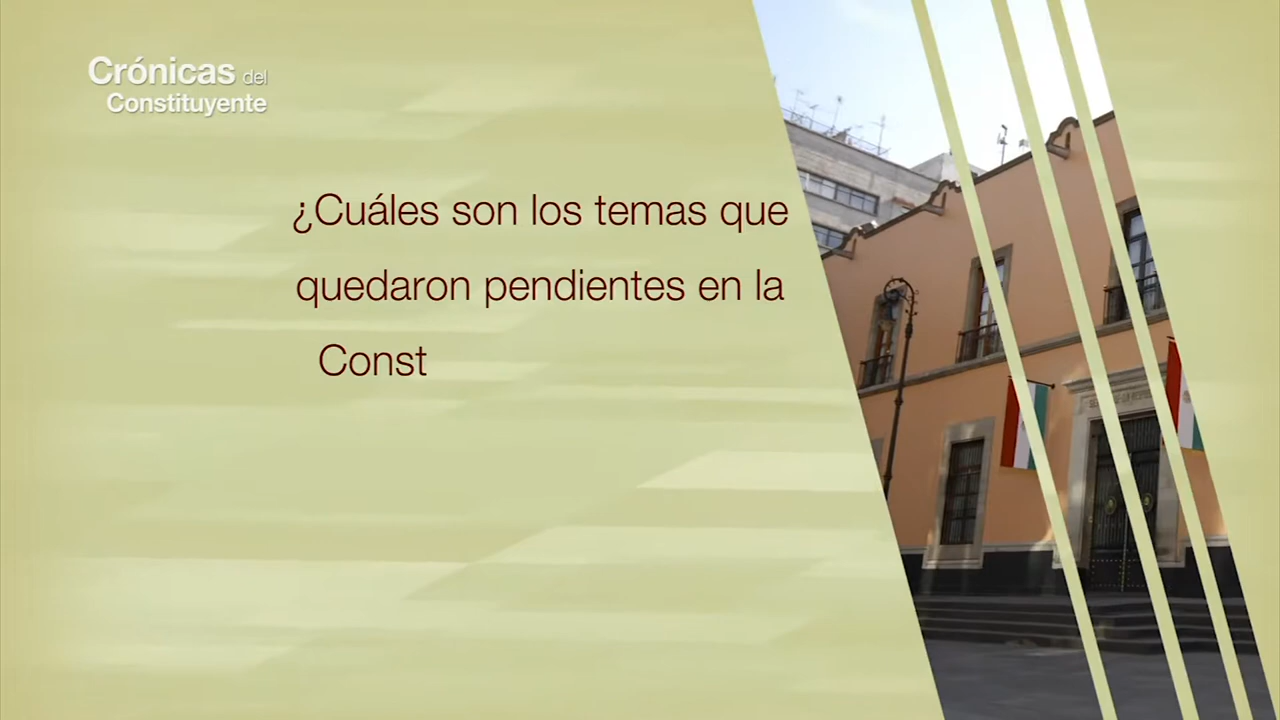 Crónicas del
Constituyente
¿Cuáles son los temas que
quedaron pendientes en la
Const